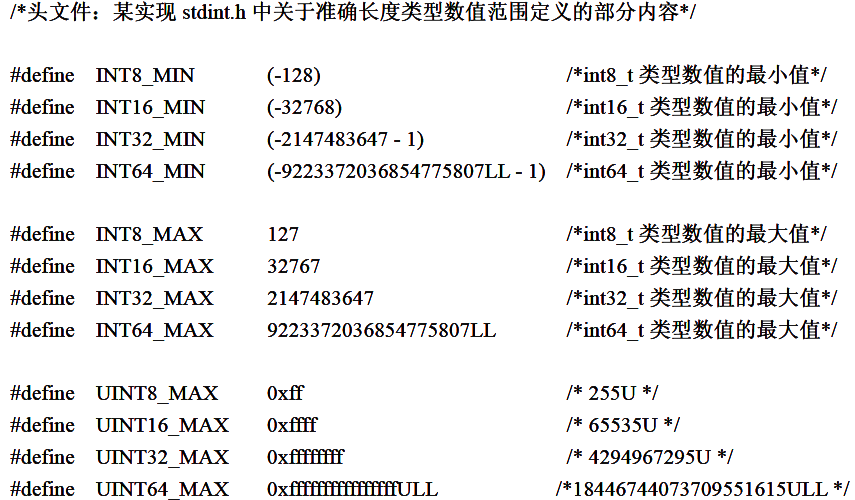 /*头文件：某实现 stdint.h 中关于准确长度类型数值范围定义的部分内容*/
#define INT8_MIN (-128) /*int8_t 类型数值的最小值*/
#define INT16_MIN (-32768) /*int16_t 类型数值的最小值*/
#define INT32_MIN (-2147483647 - 1) /*int32_t 类型数值的最小值*/
#define INT64_MIN (-9223372036854775807LL - 1) /*int64_t 类型数值的最小值*/
#define INT8_MAX 127 /*int8_t 类型数值的最大值*/
#define INT16_MAX 32767 /*int16_t 类型数值的最大值*/
#define INT32_MAX 2147483647 /*int32_t 类型数值的最大值*/
#define INT64_MAX 9223372036854775807LL /*int64_t 类型数值的最大值*/
#define UINT8_MAX 0xff /* 255U */
#define UINT16_MAX 0xffff /* 65535U */
#define UINT32_MAX 0xffffffff /* 4294967295U */
#define UINT64_MAX 0xffffffffffffffffULL /*18446744073709551615ULL */